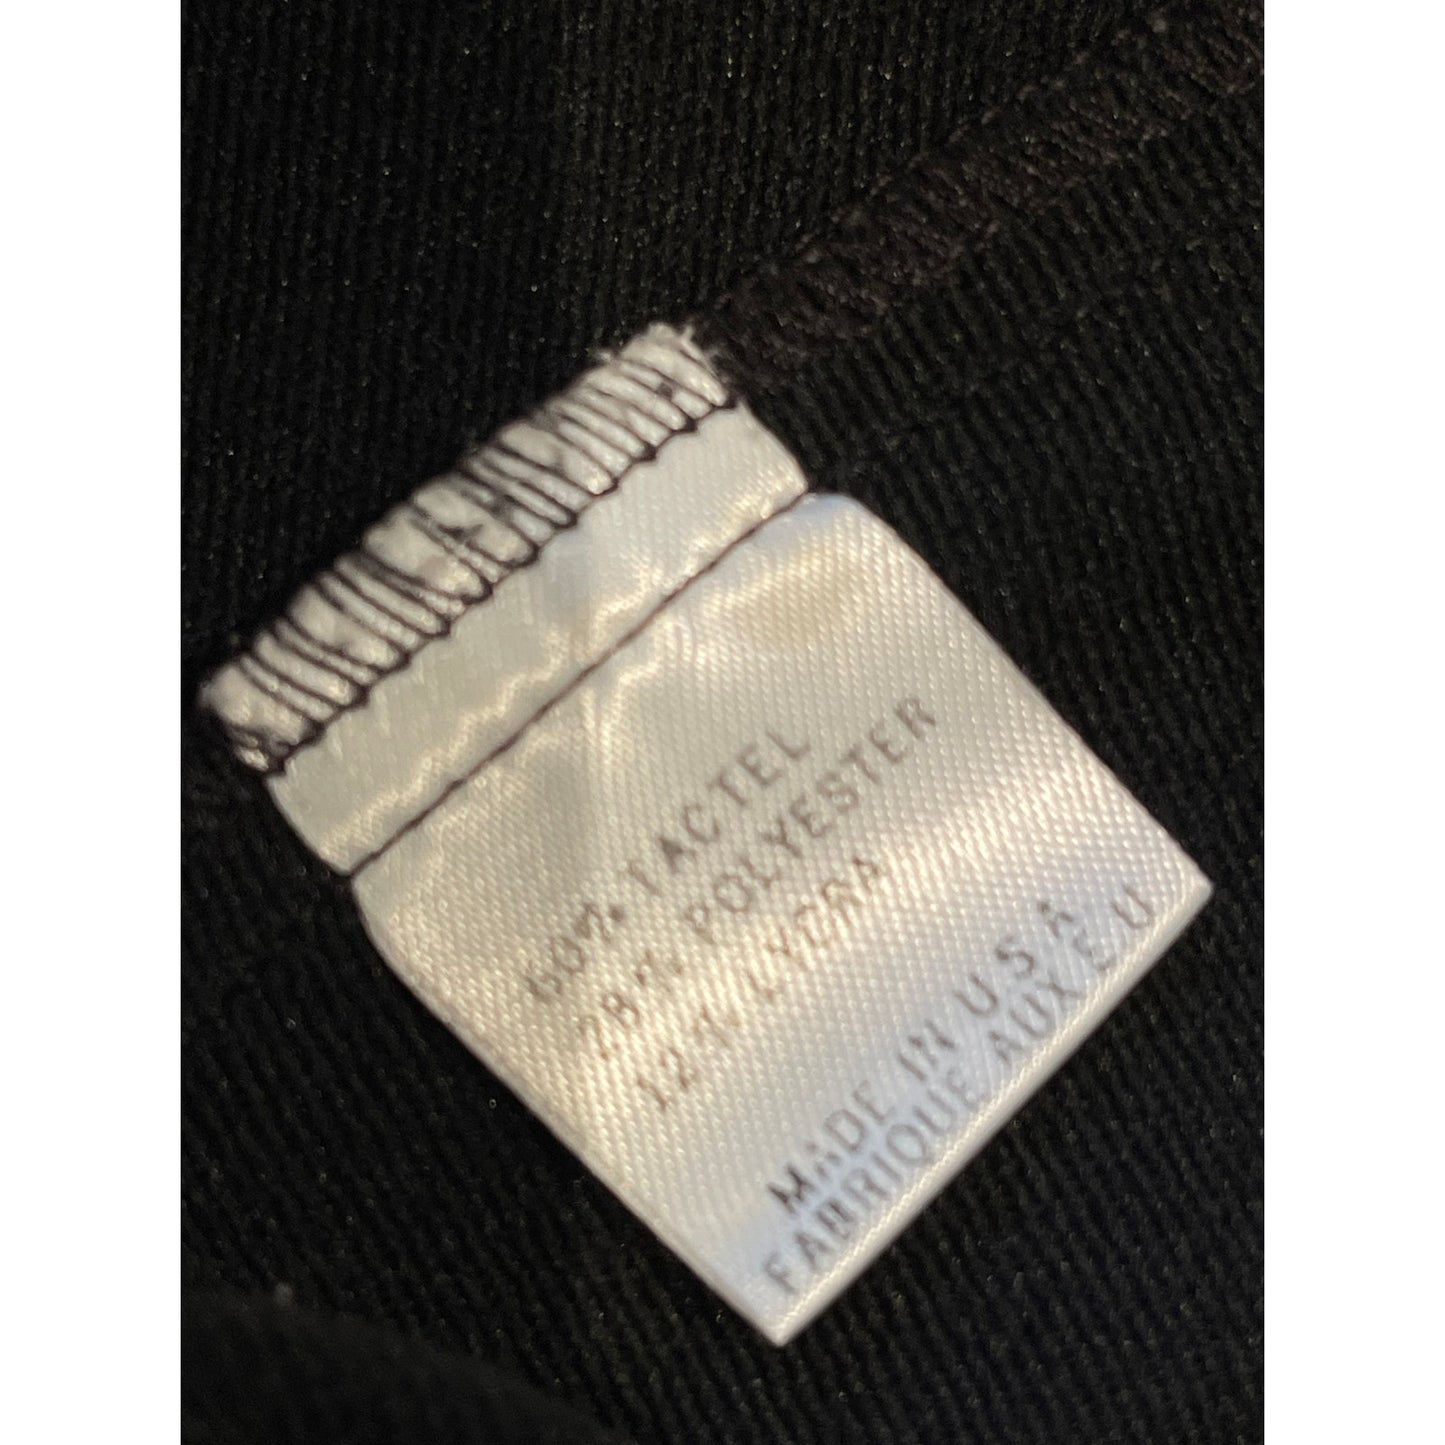 60% TACTEL
28% POLYESTER
12% LYCRA
MADE IN U S A
FABRIQUE AUX E U